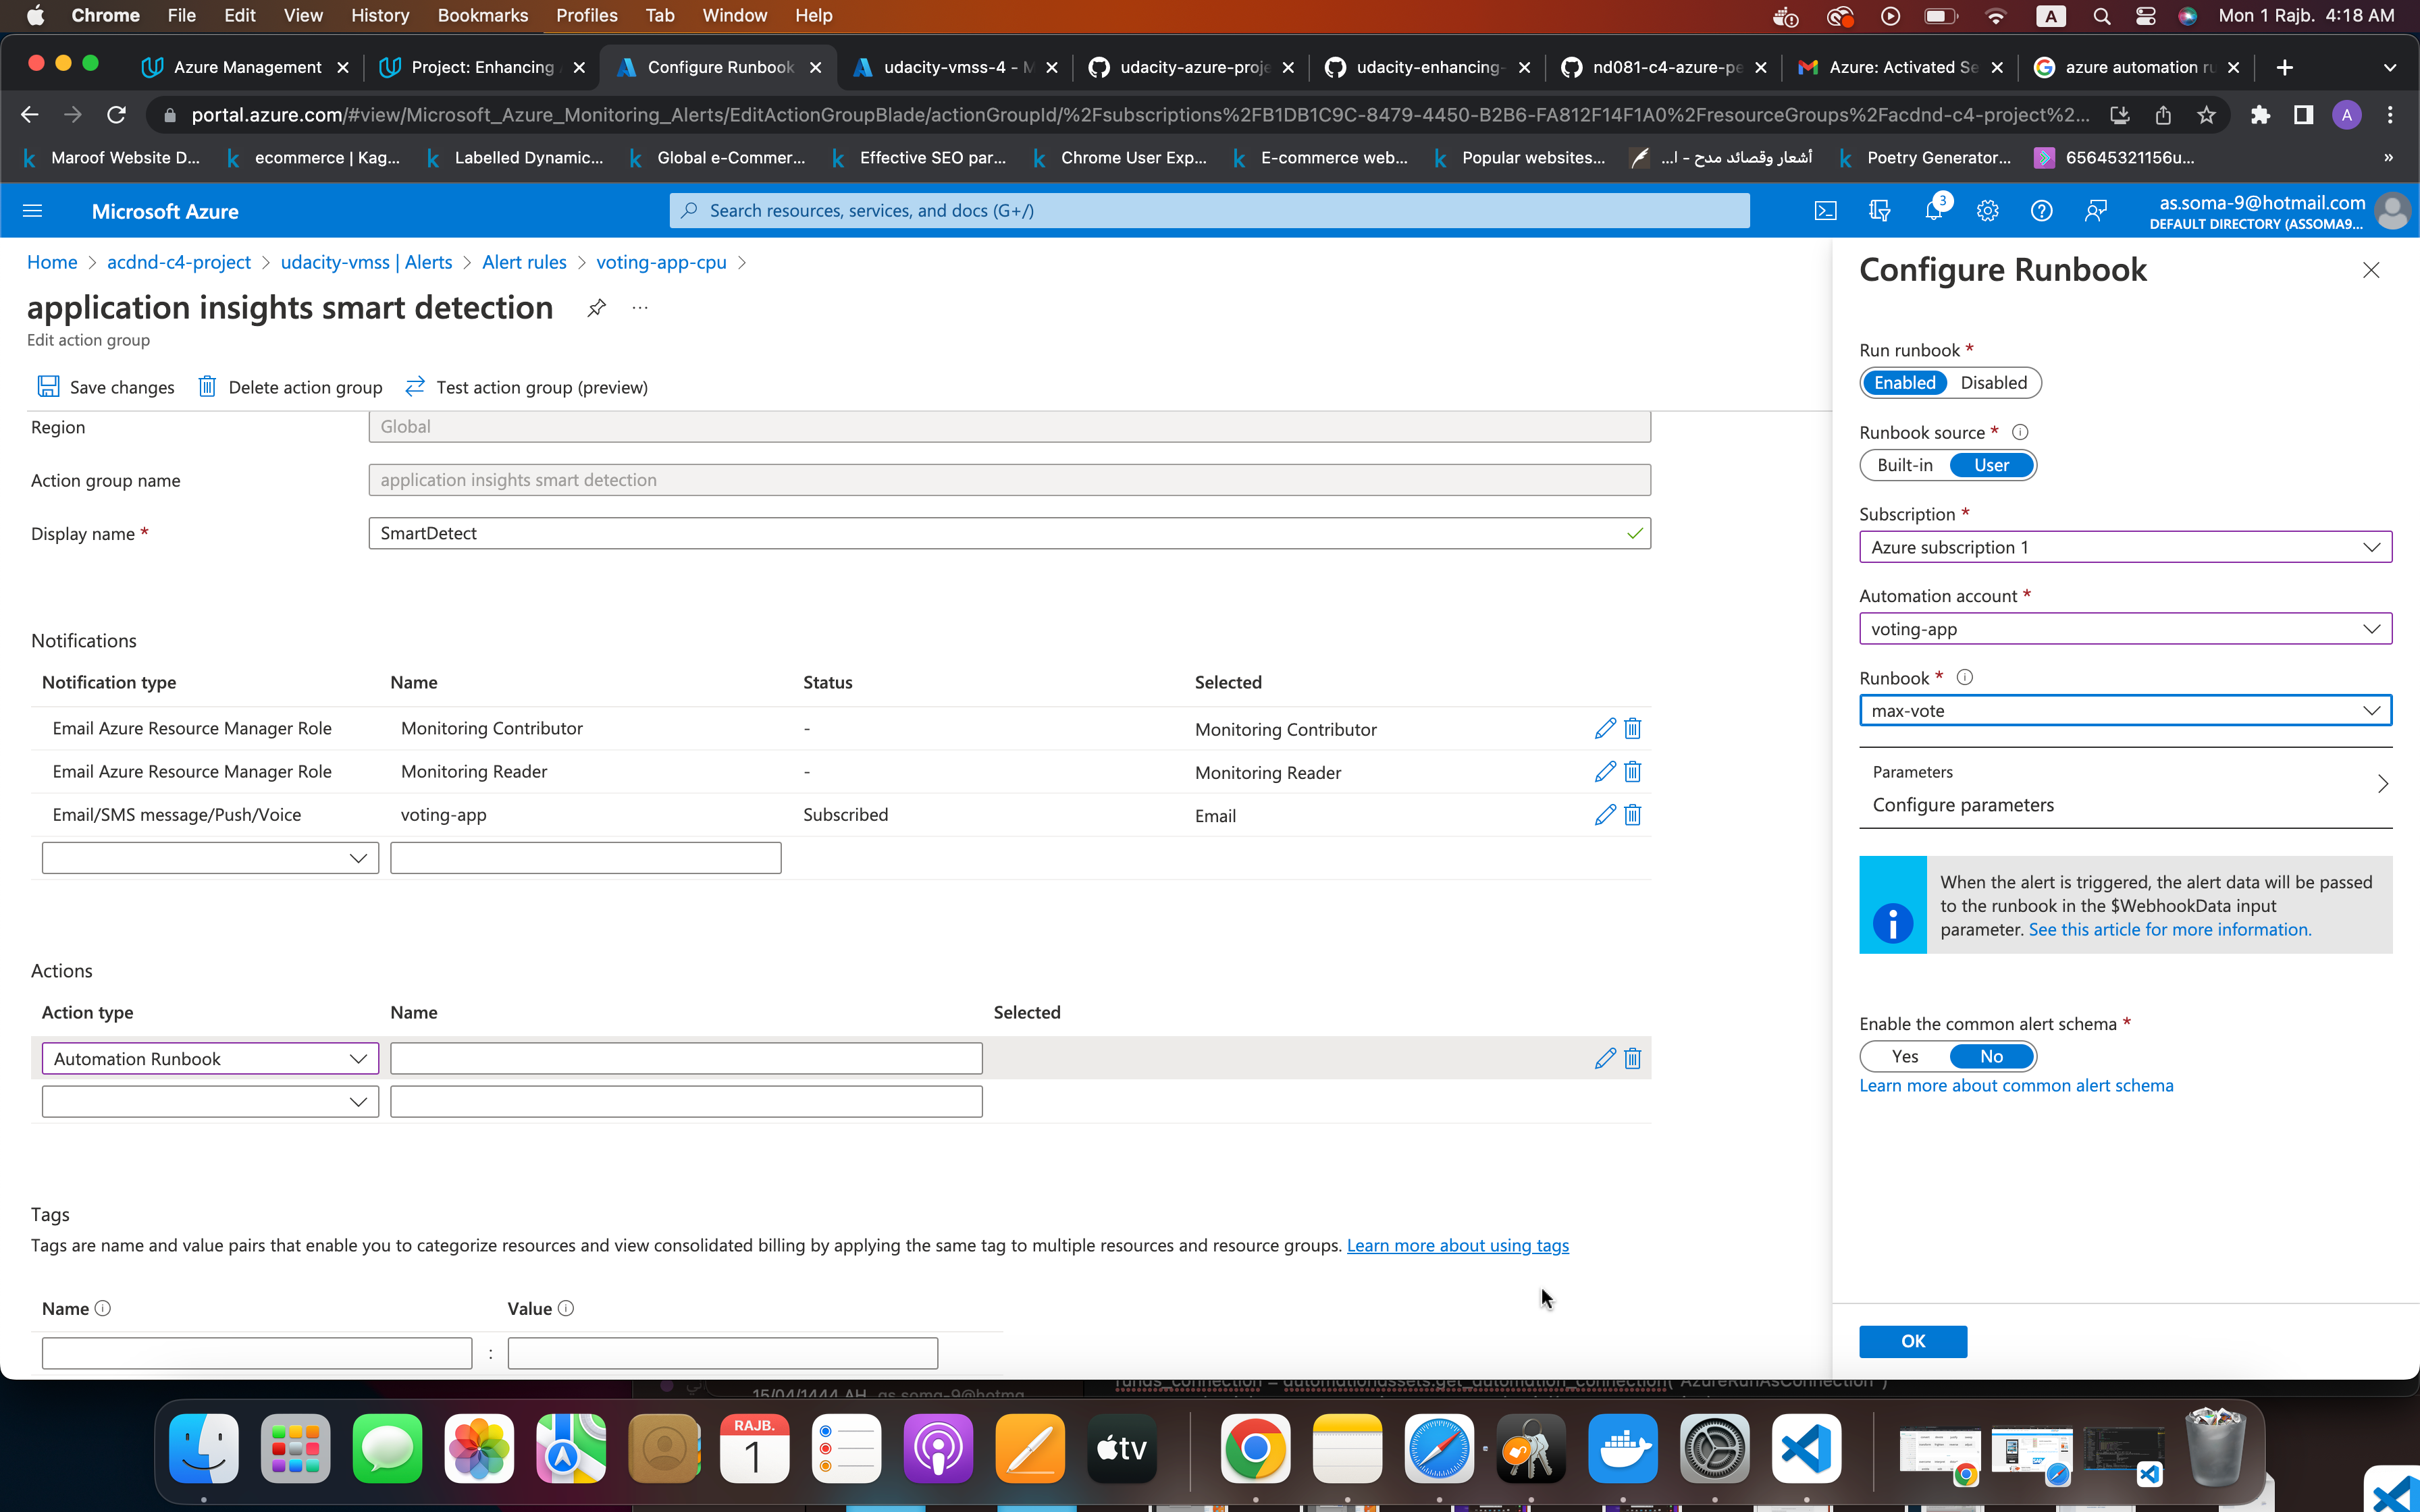 Chrome File Edit View History Bookmarks Profiles Tab Window Help
A
Mon 1 Rajb. 4:18 AM
Azure Management
Project: Enhancing
Configure Runbook
udacity-vmss-4 - M
udacity-azure-proje
udacity-enhancing-
nd081-c4-azure-pe
Azure: Activated Se
azure automation ru
portal.azure.com/#view/Microsoft_Azure_Monitoring_Alerts/EditActionGroupBlade/actionGroupId/%2Fsubscriptions%2FB1DB1C9C-8479-4450-B2B6-FA812F14F1A0%2FresourceGroups%2Facdnd-c4-project%2...
A
Maroof Website D...
ecommerce | Kag...
Labelled Dynamic...
Global e-Commer...
Effective SEO par...
Chrome User Exp...
E-commerce web...
Popular websites...
أشعار وقصائد مدح - ا...
Poetry Generator...
65645321156u...
»
Microsoft Azure
Search resources, services, and docs (G+/)
3
as.soma-9@hotmail.com
DEFAULT DIRECTORY (ASSOMA9...
Home > acdnd-c4-project > udacity-vmss | Alerts > Alert rules > voting-app-cpu >
application insights smart detection
...
Edit action group
Save changes
Delete action group
Test action group (preview)
Region
Global
Action group name
application insights smart detection
Display name *
SmartDetect
Notifications
Notification type Name Status Selected
Email Azure Resource Manager Role Monitoring Contributor - Monitoring Contributor
Email Azure Resource Manager Role Monitoring Reader - Monitoring Reader
Email/SMS message/Push/Voice voting-app Subscribed Email
Actions
Action type Name Selected
Automation Runbook
Tags
Tags are name and value pairs that enable you to categorize resources and view consolidated billing by applying the same tag to multiple resources and resource groups. Learn more about using tags
Name Value
:
Configure Runbook
Run runbook *
Enabled Disabled
Runbook source *
Built-in User
Subscription *
Azure subscription 1
Automation account *
voting-app
Runbook *
max-vote
Parameters
Configure parameters
When the alert is triggered, the alert data will be passed
to the runbook in the $WebhookData input
parameter. See this article for more information.
Enable the common alert schema *
Yes No
Learn more about common alert schema
OK
15/04/1444 AH as.soma-9@hotma
runas_connection = automationassets.get_automation_connection("AzureRunAsConnection")
RAJB.
1
tv